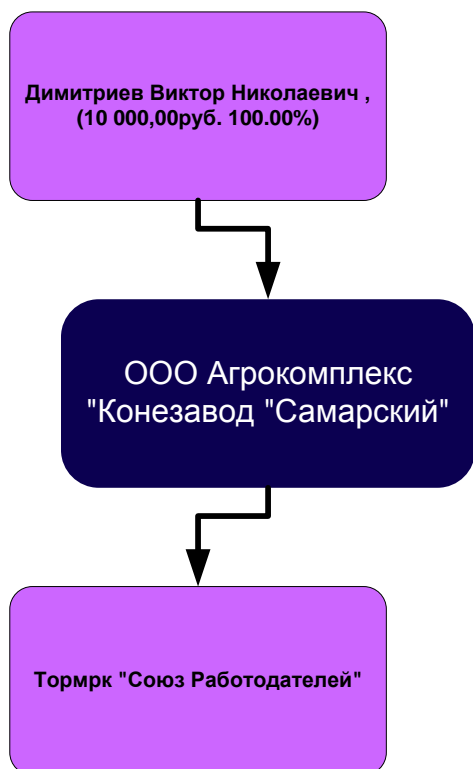 Димитриев Виктор Николаевич ,
(10 000,00руб. 100.00%)
ООО Агрокомплекс
"Конезавод "Самарский"
Тормрк "Союз Работодателей"